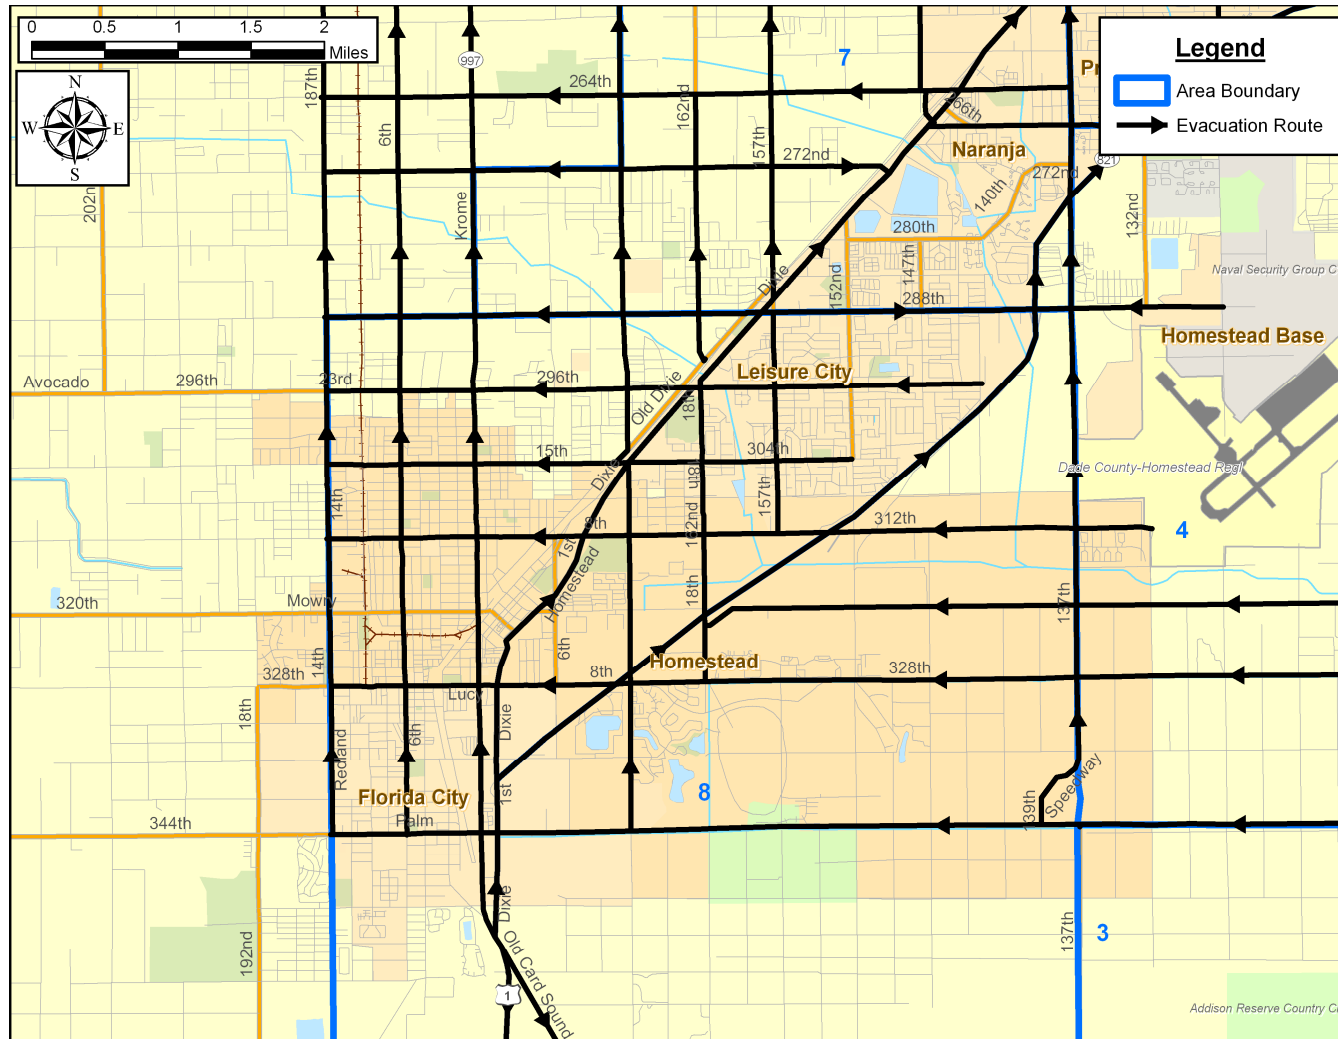 0 0.5 1 1.5 2
Miles
N
W E
S
Legend
Area Boundary
Evacuation Route
7
997
187th
264th
162nd
6th
157th
266th
Naranja
272nd
272nd
821
202n
Krome
140th
132nd
280th
147th
152nd
Dixie
288th
Naval Security Group C
Homestead Base
Avocado
296th
23rd
296th
Leisure City
Old Dixie
18th
15th
304th
Dixie
18th
14th
162nd
157th
Dade County-Homestead Regl
312th
4
8th
1st
Homestead
320th
Mowry
18th
137th
6th
14th
Homestead
328th
8th
328th
Lucy
18th
Dixie
6th
Redland
1st
Florida City
8
Speedway
139th
344th
Palm
Dixie
192nd
Old Card Sound
137th
3
1
Addison Reserve Country C